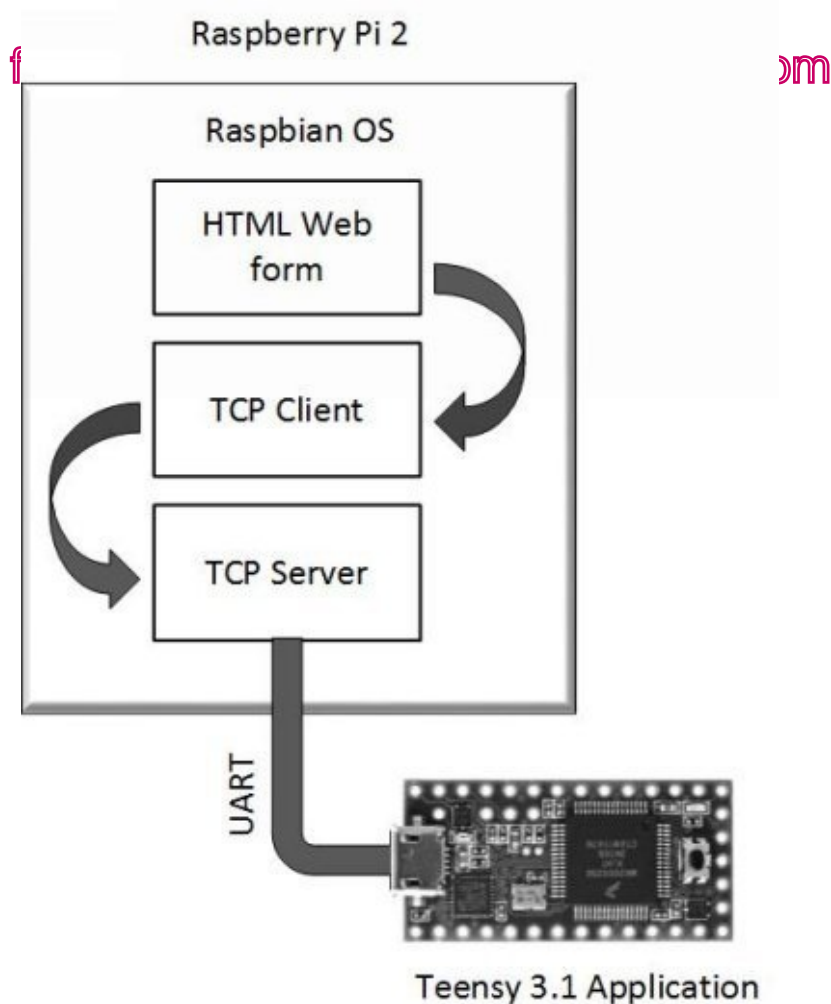 Raspberry Pi 2
Raspbian OS
HTML Web
form
TCP Client
TCP Server
UART
Teensy 3.1 Application